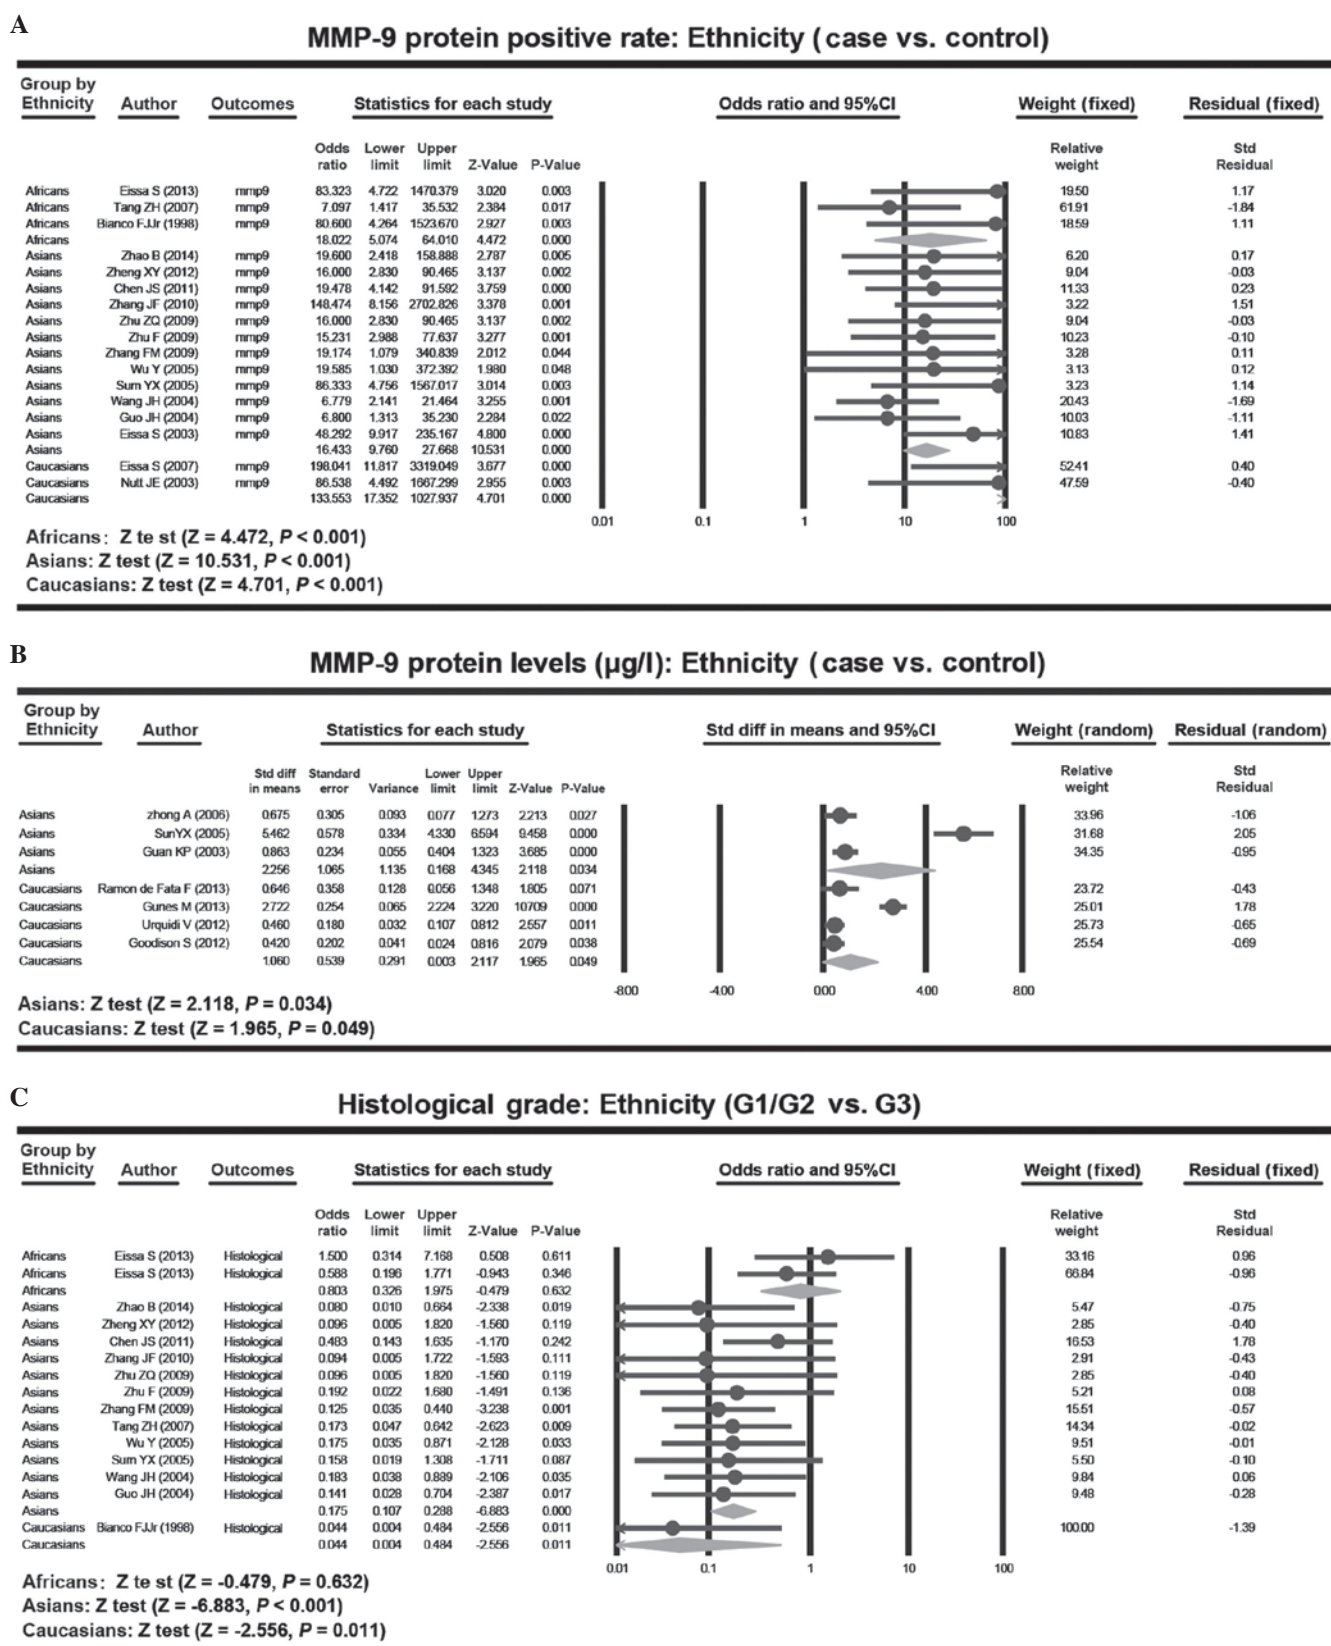 A
MMP-9 protein positive rate: Ethnicity (case vs. control)
Group by Ethnicity Author Outcomes Statistics for each study Odds ratio and 95%CI Weight (fixed) Residual (fixed)
Odds ratio Lower limit Upper limit Z-Value P-Value Relative weight Std Residual
Africans Eissa S (2013) mmp9 83.323 4.722 1470.379 3.020 0.003 19.50 1.17
Africans Tang ZH (2007) mmp9 7.097 1.417 35.532 2.384 0.017 61.91 -1.84
Africans Bianco FJJr (1998) mmp9 80.600 4.264 1523.670 2.927 0.003 18.59 1.11
Africans 18.022 5.074 64.010 4.472 0.000
Asians Zhao B (2014) mmp9 19.600 2.418 158.888 2.787 0.005 6.20 0.17
Asians Zheng XY (2012) mmp9 16.000 2.830 90.465 3.137 0.002 9.04 -0.03
Asians Chen JS (2011) mmp9 19.478 4.142 91.592 3.759 0.000 11.33 0.23
Asians Zhang JF (2010) mmp9 148.474 8.156 2702.826 3.378 0.001 3.22 1.51
Asians Zhu ZQ (2009) mmp9 16.000 2.830 90.465 3.137 0.002 9.04 -0.03
Asians Zhu F (2009) mmp9 15.231 2.988 77.637 3.277 0.001 10.23 -0.10
Asians Zhang FM (2009) mmp9 19.174 1.079 340.839 2.012 0.044 3.28 0.11
Asians Wu Y (2005) mmp9 19.585 1.030 372.392 1.980 0.048 3.13 0.12
Asians Sum YX (2005) mmp9 86.333 4.756 1567.017 3.014 0.003 3.23 1.14
Asians Wang JH (2004) mmp9 6.779 2.141 21.464 3.255 0.001 20.43 -1.69
Asians Guo JH (2004) mmp9 6.800 1.313 35.230 2.284 0.022 10.03 -1.11
Asians Eissa S (2003) mmp9 48.292 9.917 235.167 4.800 0.000 10.83 1.41
Asians 16.433 9.760 27.668 10.531 0.000
Caucasians Eissa S (2007) mmp9 198.041 11.817 3319.049 3.677 0.000 52.41 0.40
Caucasians Nutt JE (2003) mmp9 86.538 4.492 1667.299 2.955 0.003 47.59 -0.40
Caucasians 133.553 17.352 1027.937 4.701 0.000
0.01 0.1 1 10 100
Africans: Z te st (Z = 4.472, P < 0.001)
Asians: Z test (Z = 10.531, P < 0.001)
Caucasians: Z test (Z = 4.701, P < 0.001)
B
MMP-9 protein levels (μg/l): Ethnicity (case vs. control)
Group by Ethnicity Author Statistics for each study Std diff in means and 95%CI Weight (random) Residual (random)
Std diff in means Standard error Variance Lower limit Upper limit Z-Value P-Value Relative weight Std Residual
Asians zhong A (2006) 0.675 0.305 0.093 0.077 1.273 2.213 0.027 33.96 -1.06
Asians SunYX (2005) 5.462 0.578 0.334 4.330 6.594 9.458 0.000 31.68 2.05
Asians Guan KP (2003) 0.863 0.234 0.055 0.404 1.323 3.685 0.000 34.35 -0.95
Asians 2.256 1.065 1.135 0.168 4.345 2.118 0.034
Caucasians Ramon de Fata F (2013) 0.646 0.358 0.128 0.056 1.348 1.805 0.071 23.72 -0.43
Caucasians Gunes M (2013) 2.722 0.254 0.065 2.224 3.220 10709 0.000 25.01 1.78
Caucasians Urquidi V (2012) 0.460 0.180 0.032 0.107 0.812 2.557 0.011 25.73 -0.65
Caucasians Goodison S (2012) 0.420 0.202 0.041 0.024 0.816 2.079 0.038 25.54 -0.69
Caucasians 1.060 0.539 0.291 0.003 2.117 1.965 0.049
-8.00 -4.00 0.00 4.00 8.00
Asians: Z test (Z = 2.118, P = 0.034)
Caucasians: Z test (Z = 1.965, P = 0.049)
C
Histological grade: Ethnicity (G1/G2 vs. G3)
Group by Ethnicity Author Outcomes Statistics for each study Odds ratio and 95%CI Weight (fixed) Residual (fixed)
Odds ratio Lower limit Upper limit Z-Value P-Value Relative weight Std Residual
Africans Eissa S (2013) Histological 1.500 0.314 7.168 0.508 0.611 33.16 0.96
Africans Eissa S (2013) Histological 0.588 0.196 1.771 -0.943 0.346 66.84 -0.96
Africans 0.803 0.326 1.975 -0.479 0.632
Asians Zhao B (2014) Histological 0.080 0.010 0.664 -2.338 0.019 5.47 -0.75
Asians Zheng XY (2012) Histological 0.096 0.005 1.820 -1.560 0.119 2.85 -0.40
Asians Chen JS (2011) Histological 0.483 0.143 1.635 -1.170 0.242 16.53 1.78
Asians Zhang JF (2010) Histological 0.094 0.005 1.722 -1.593 0.111 2.91 -0.43
Asians Zhu ZQ (2009) Histological 0.096 0.005 1.820 -1.560 0.119 2.85 -0.40
Asians Zhu F (2009) Histological 0.192 0.022 1.680 -1.491 0.136 5.21 0.08
Asians Zhang FM (2009) Histological 0.125 0.035 0.440 -3.238 0.001 15.51 -0.57
Asians Tang ZH (2007) Histological 0.173 0.047 0.642 -2.623 0.009 14.34 -0.02
Asians Wu Y (2005) Histological 0.175 0.035 0.871 -2.128 0.033 9.51 -0.01
Asians Sum YX (2005) Histological 0.158 0.019 1.308 -1.711 0.087 5.50 -0.10
Asians Wang JH (2004) Histological 0.183 0.038 0.889 -2.106 0.035 9.84 0.06
Asians Guo JH (2004) Histological 0.141 0.028 0.704 -2.387 0.017 9.48 -0.28
Asians 0.175 0.107 0.288 -6.883 0.000
Caucasians Bianco FJJr (1998) Histological 0.044 0.004 0.484 -2.556 0.011 100.00 -1.39
Caucasians 0.044 0.004 0.484 -2.556 0.011
0.01 0.1 1 10 100
Africans: Z te st (Z = -0.479, P = 0.632)
Asians: Z test (Z = -6.883, P < 0.001)
Caucasians: Z test (Z = -2.556, P = 0.011)